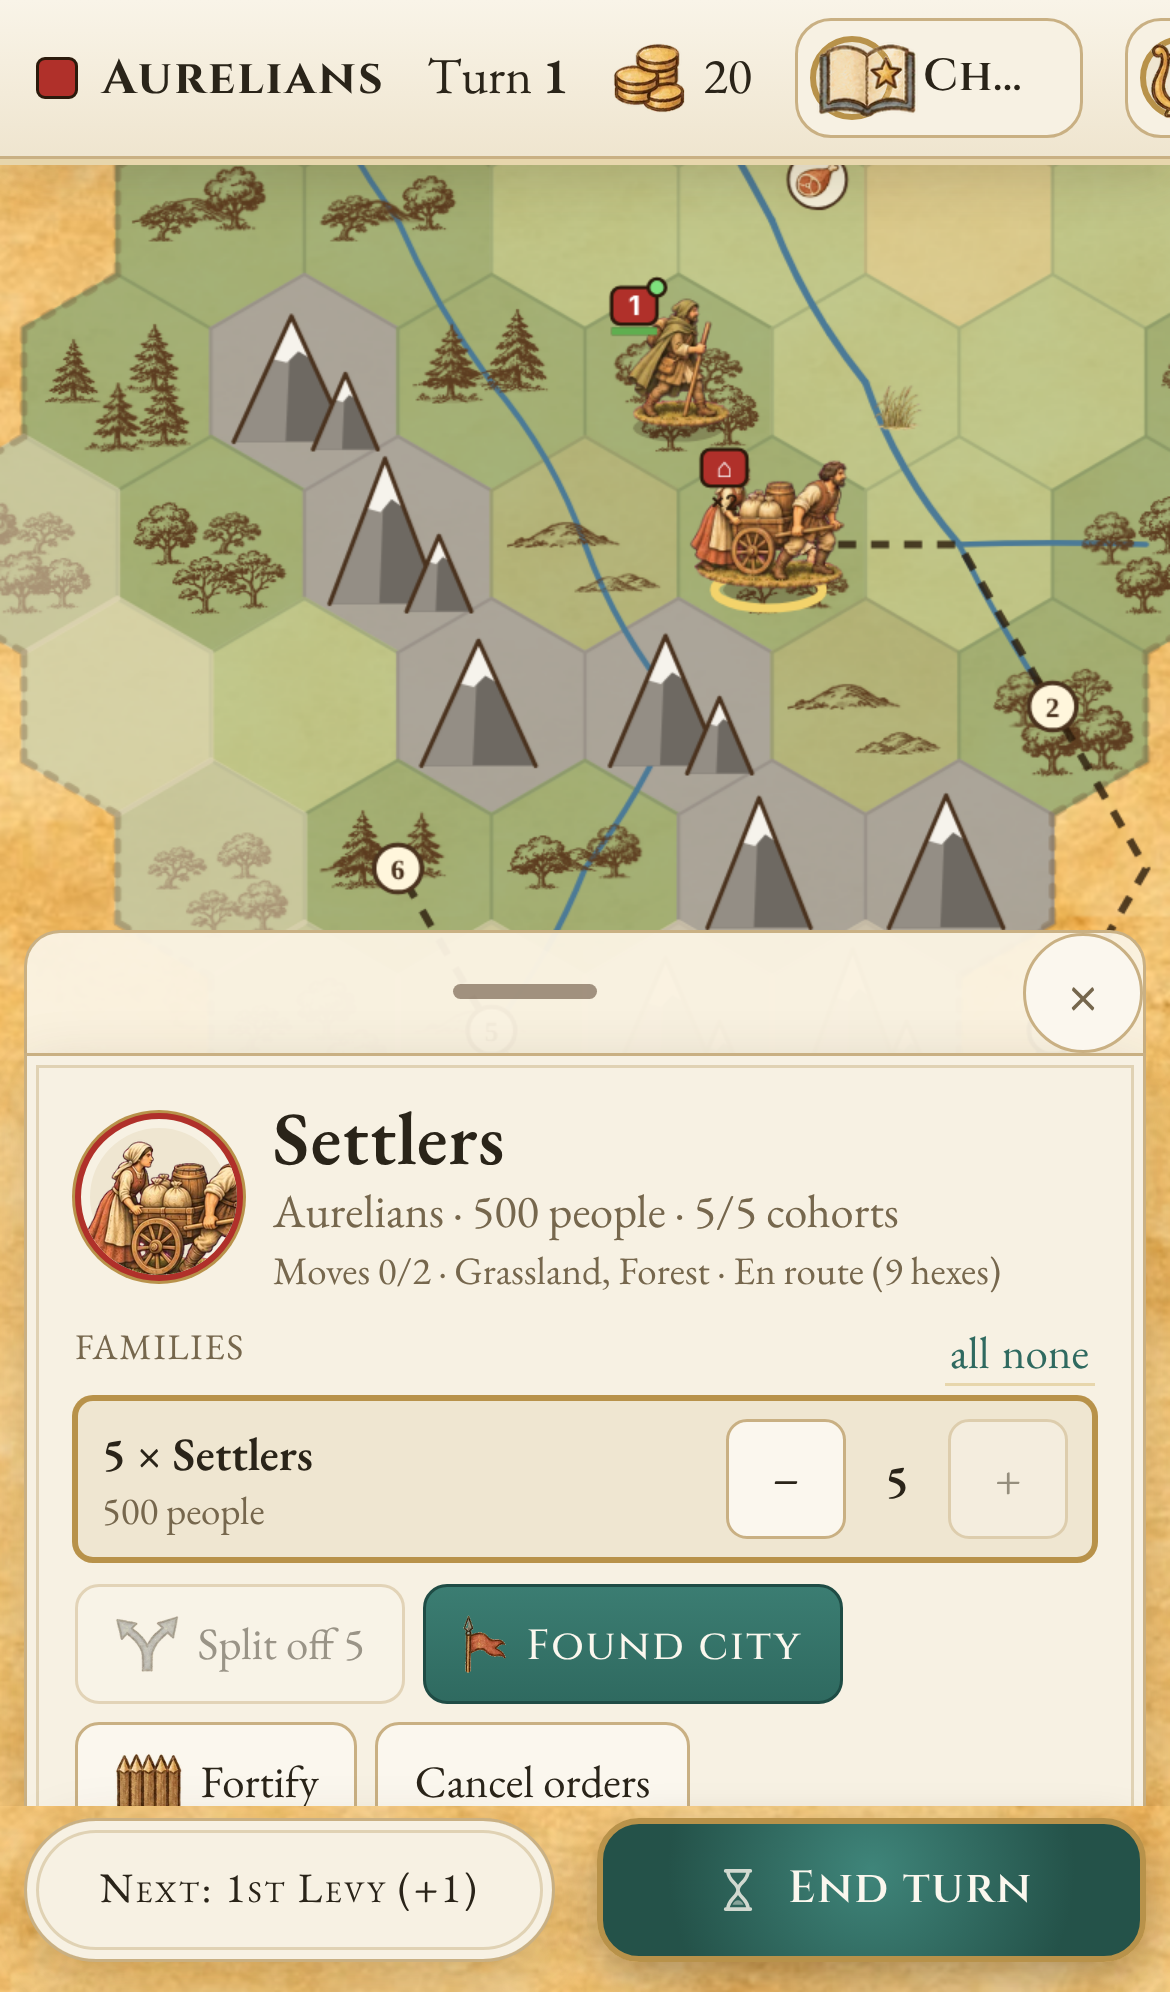 AURELIANS Turn 1 20 CH...
1
×2
2
6
5
×
Settlers
Aurelians · 500 people · 5/5 cohorts
Moves 0/2 · Grassland, Forest · En route (9 hexes)
FAMILIES all none
5 × Settlers
500 people
− 5 +
Split off 5 FOUND CITY
Fortify Cancel orders
NEXT: 1ST LEVY (+1) END TURN